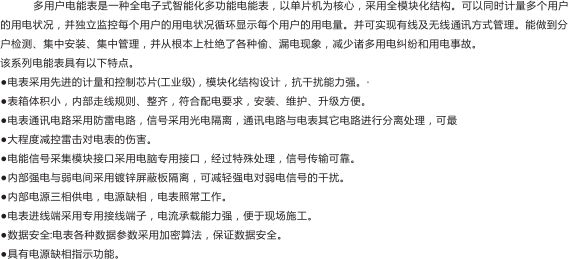 多用户电能表是一种全电子式智能化多功能电能表，以单片机为核心，采用全模块化结构。可以同时计量多个用户
的用电状况，并独立监控每个用户的用电状况循环显示每个用户的用电量。并可实现有线及无线通讯方式管理。能做到分
户检测、集中安装、集中管理，并从根本上杜绝了各种偷、漏电现象，减少诸多用电纠纷和用电事故。
该系列电能表具有以下特点。
●电表采用先进的计量和控制芯片(工业级)，模块化结构设计，抗干扰能力强。·
●表箱体积小，内部走线规则、整齐，符合配电要求，安装、维护、升级方便。
●电表通讯电路采用防雷电路，信号采用光电隔离，通讯电路与电表其它电路进行分离处理，可最
●大程度减控雷击对电表的伤害。
●电能信号采集模块接口采用电脑专用接口，经过特殊处理，信号传输可靠。
●内部强电与弱电间采用镀锌屏蔽板隔离，可减轻强电对弱电信号的干扰。
●内部电源三相供电，电源缺相，电表照常工作。
●电表进线端采用专用接线端子，电流承载能力强，便于现场施工。
●数据安全:电表各种数据参数采用加密算法，保证数据安全。
●具有电源缺相指示功能。